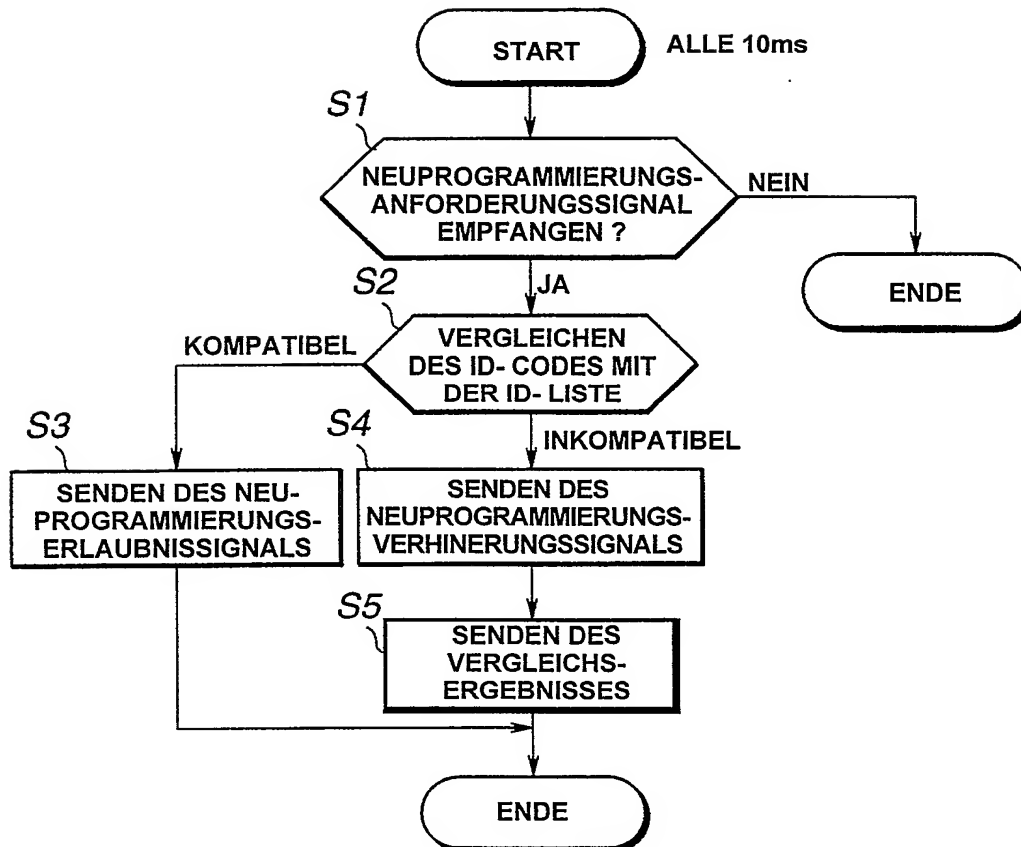 START
ALLE 10ms
S1
NEUPROGRAMMIERUNGS-
ANFORDERUNGSSIGNAL
EMPFANGEN ?
NEIN
ENDE
JA
S2
VERGLEICHEN
DES ID- CODES MIT
DER ID- LISTE
KOMPATIBEL
INKOMPATIBEL
S3
SENDEN DES NEU-
PROGRAMMIERUNGS-
ERLAUBNISSIGNALS
S4
SENDEN DES
NEUPROGRAMMIERUNGS-
VERHINERUNGSSIGNALS
S5
SENDEN DES
VERGLEICHS-
ERGEBNISSES
ENDE